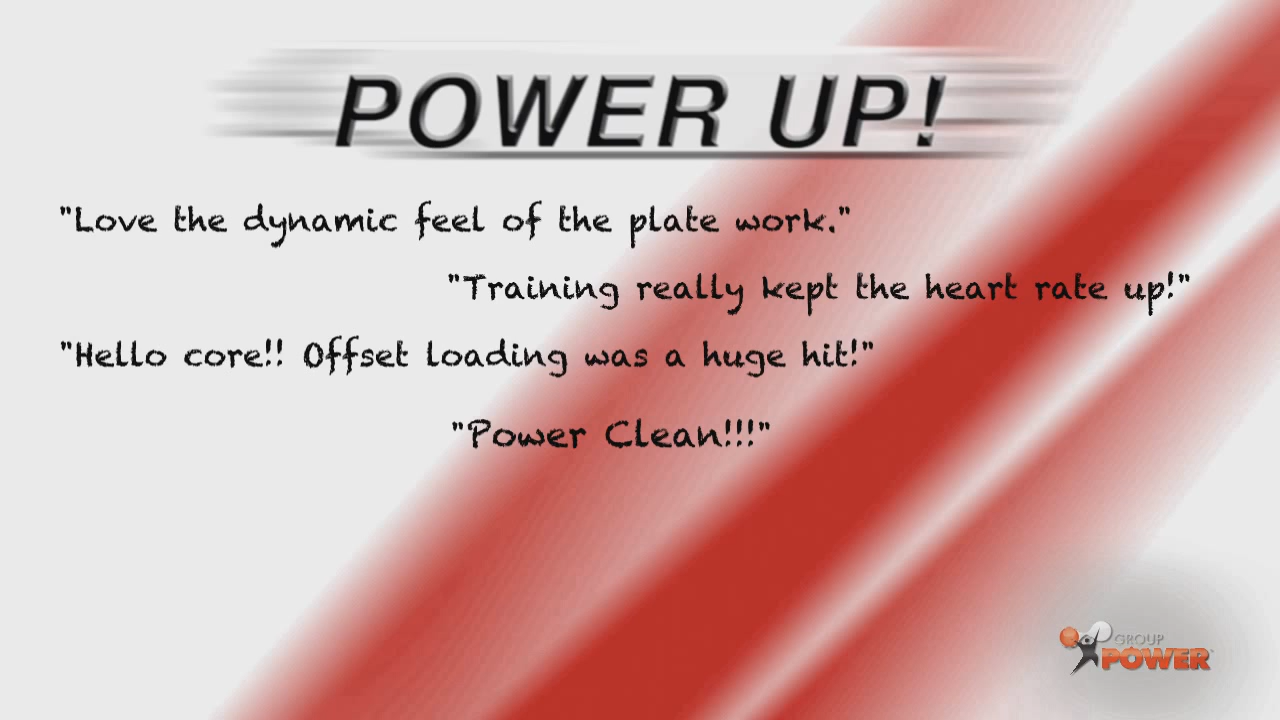 POWER UP!
"Love the dynamic feel of the plate work."
"Training really kept the heart rate up!"
"Hello core!! Offset loading was a huge hit!"
"Power Clean!!!"
GROUP
POWER